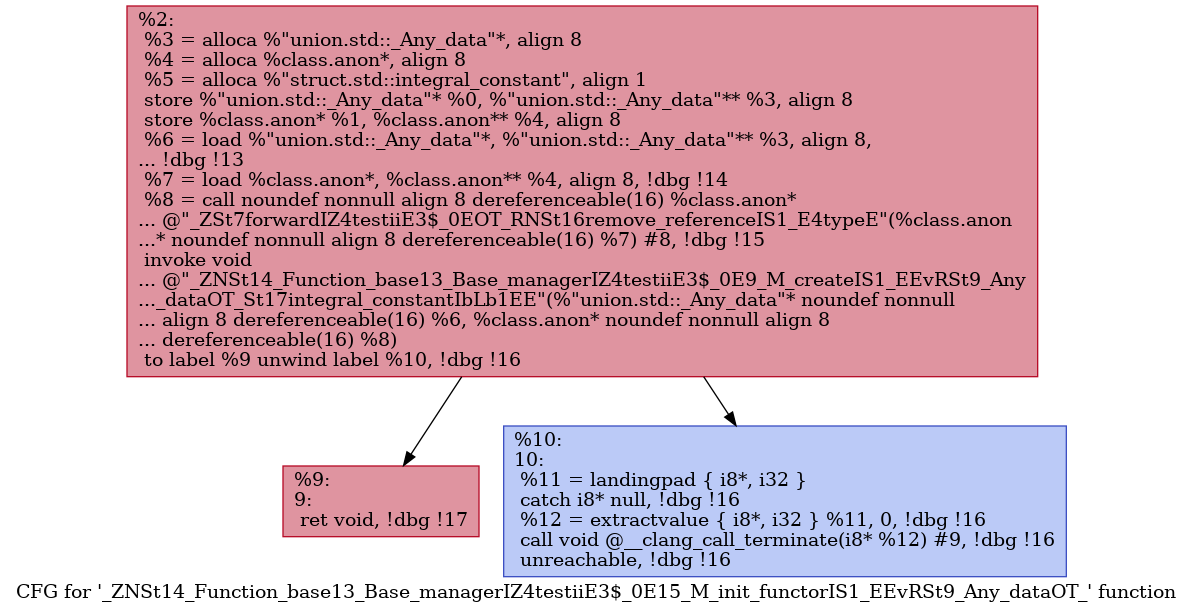 %2:
%3 = alloca %"union.std::_Any_data"*, align 8
%4 = alloca %class.anon*, align 8
%5 = alloca %"struct.std::integral_constant", align 1
store %"union.std::_Any_data"* %0, %"union.std::_Any_data"** %3, align 8
store %class.anon* %1, %class.anon** %4, align 8
%6 = load %"union.std::_Any_data"*, %"union.std::_Any_data"** %3, align 8,
... !dbg !13
%7 = load %class.anon*, %class.anon** %4, align 8, !dbg !14
%8 = call noundef nonnull align 8 dereferenceable(16) %class.anon*
... @"_ZSt7forwardIZ4testiiE3$_0EOT_RNSt16remove_referenceIS1_E4typeE"(%class.anon
...* noundef nonnull align 8 dereferenceable(16) %7) #8, !dbg !15
invoke void
... @"_ZNSt14_Function_base13_Base_managerIZ4testiiE3$_0E9_M_createIS1_EEvRSt9_Any
..._dataOT_St17integral_constantIbLb1EE"(%"union.std::_Any_data"* noundef nonnull
... align 8 dereferenceable(16) %6, %class.anon* noundef nonnull align 8
... dereferenceable(16) %8)
to label %9 unwind label %10, !dbg !16
%9:
9:
ret void, !dbg !17
%10:
10:
%11 = landingpad { i8*, i32 }
catch i8* null, !dbg !16
%12 = extractvalue { i8*, i32 } %11, 0, !dbg !16
call void @__clang_call_terminate(i8* %12) #9, !dbg !16
unreachable, !dbg !16
CFG for '_ZNSt14_Function_base13_Base_managerIZ4testiiE3$_0E15_M_init_functorIS1_EEvRSt9_Any_dataOT_' function